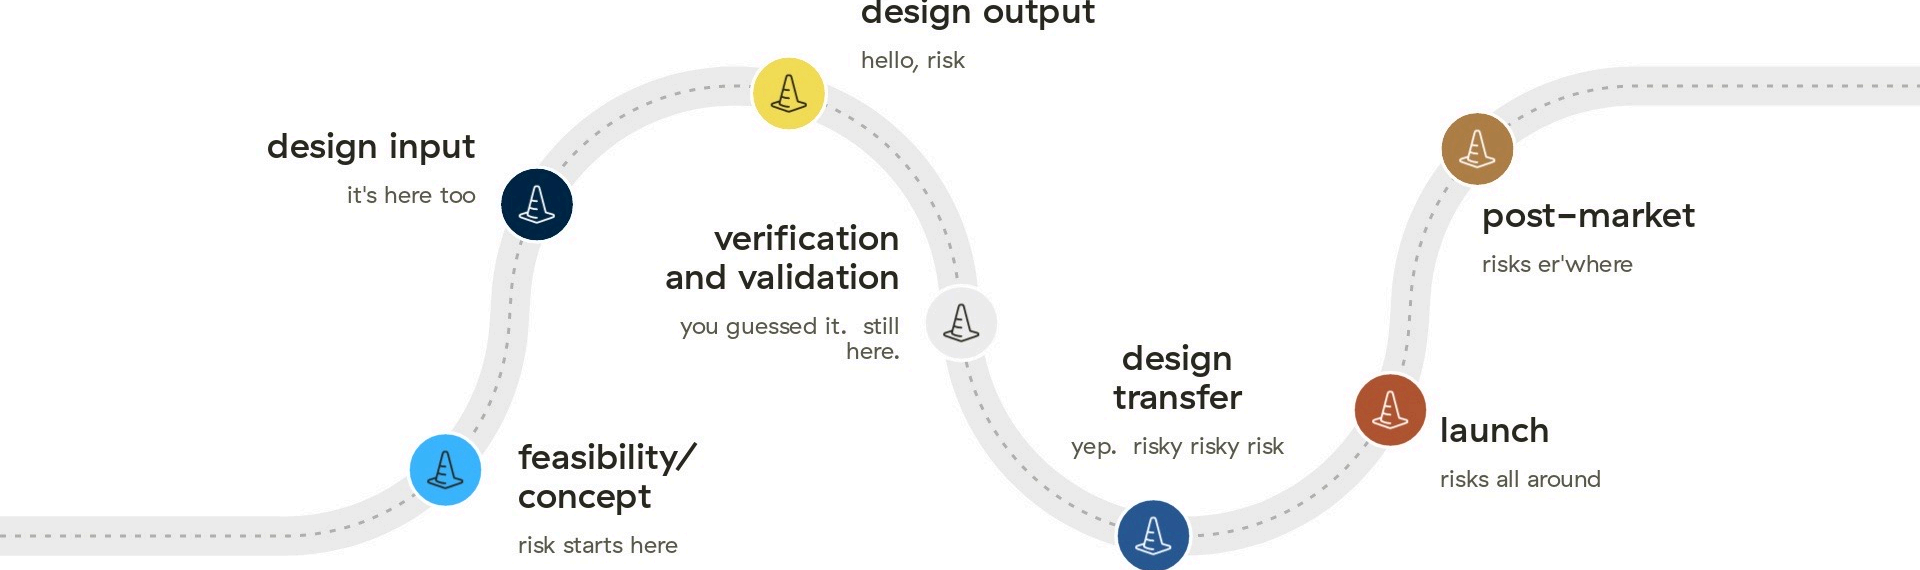 design output
hello, risk
design input
it's here too
verification
and validation
you guessed it.  still
here.
feasibility/
concept
risk starts here
design
transfer
yep.  risky risky risk
launch
risks all around
post-market
risks er'where